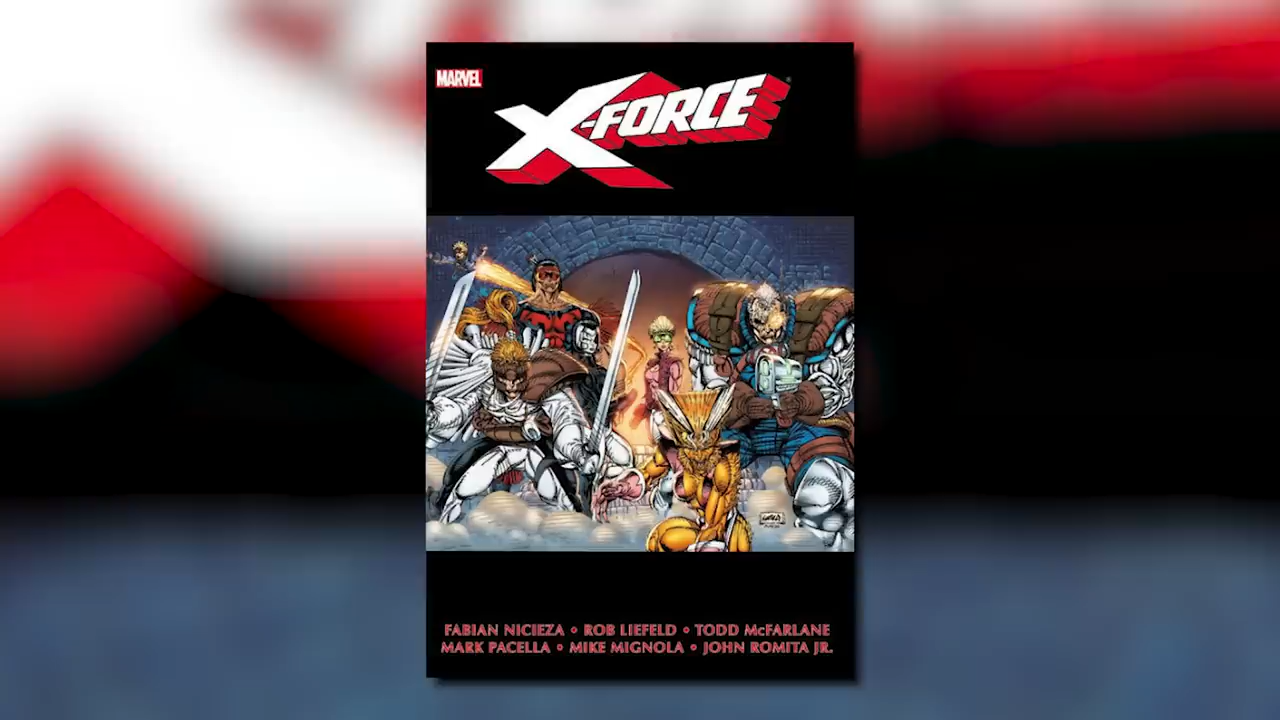 MARVEL
X-FORCE
FABIAN NICIEZA • ROB LIEFELD • TODD McFARLANE
MARK PACELLA • MIKE MIGNOLA • JOHN ROMITA JR.